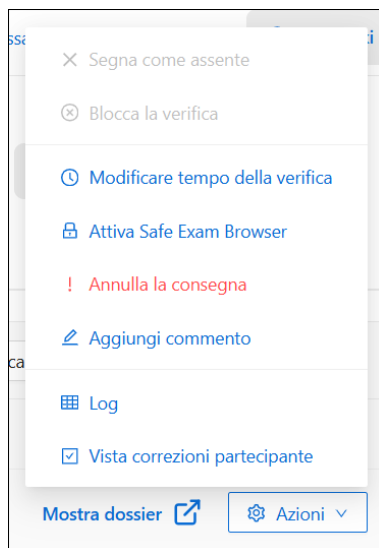 Segna come assente
Blocca la verifica
Modificare tempo della verifica
Attiva Safe Exam Browser
Annulla la consegna
Aggiungi commento
Log
Vista correzioni partecipante
Mostra dossier
Azioni